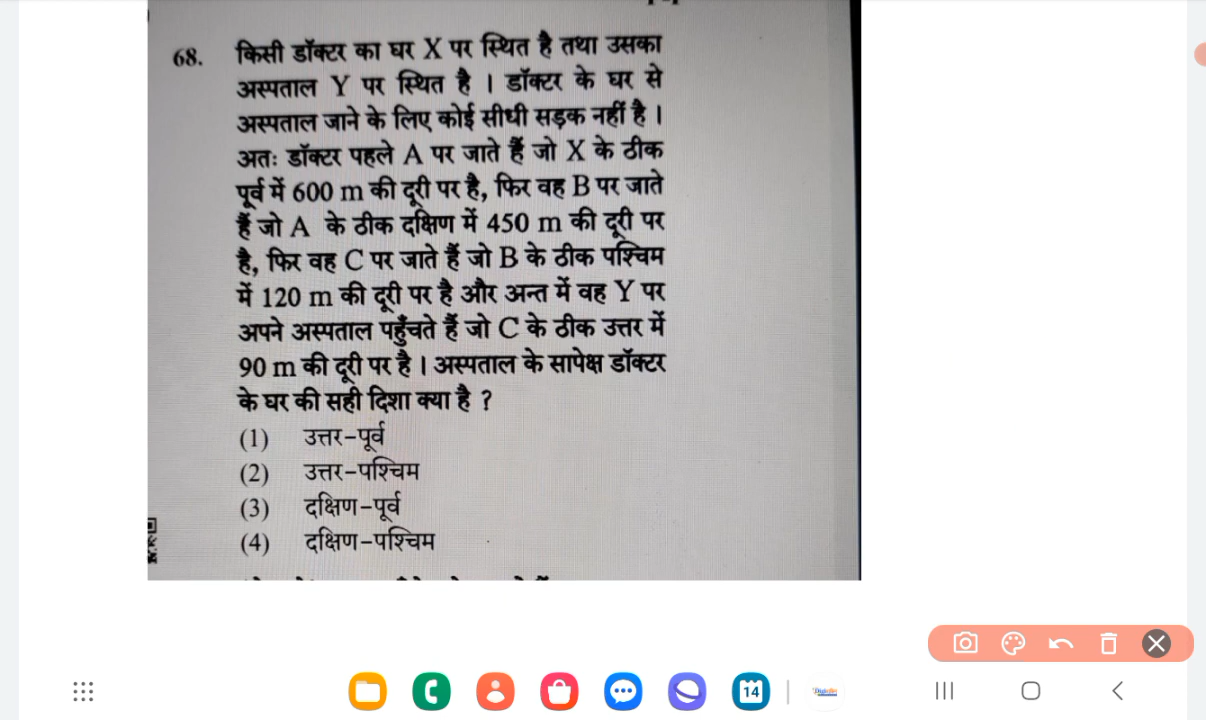 68. किसी डॉक्टर का घर X पर स्थित है तथा उसका
अस्पताल Y पर स्थित है । डॉक्टर के घर से
अस्पताल जाने के लिए कोई सीधी सड़क नहीं है ।
अतः डॉक्टर पहले A पर जाते हैं जो X के ठीक
पूर्व में 600 m की दूरी पर है, फिर वह B पर जाते
हैं जो A के ठीक दक्षिण में 450 m की दूरी पर
है, फिर वह C पर जाते हैं जो B के ठीक पश्चिम
में 120 m की दूरी पर है और अन्त में वह Y पर
अपने अस्पताल पहुँचते हैं जो C के ठीक उत्तर में
90 m की दूरी पर है । अस्पताल के सापेक्ष डॉक्टर
के घर की सही दिशा क्या है ?
(1) उत्तर-पूर्व
(2) उत्तर-पश्चिम
(3) दक्षिण-पूर्व
(4) दक्षिण-पश्चिम
14